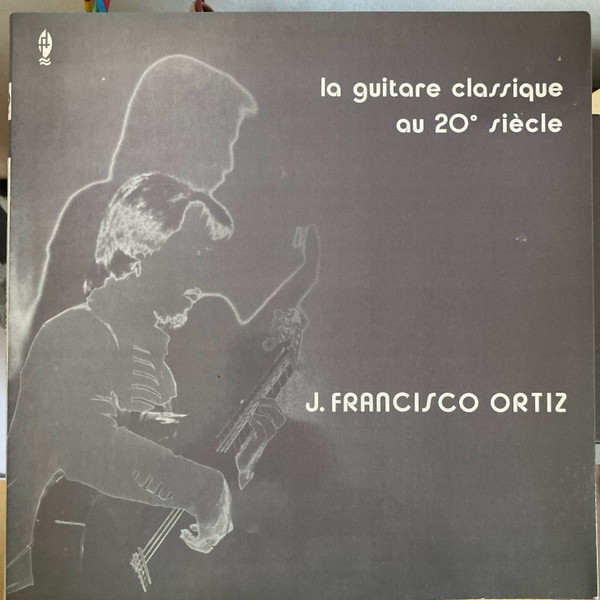 la guitare classique
au 20° siècle
J. FRANCISCO ORTIZ